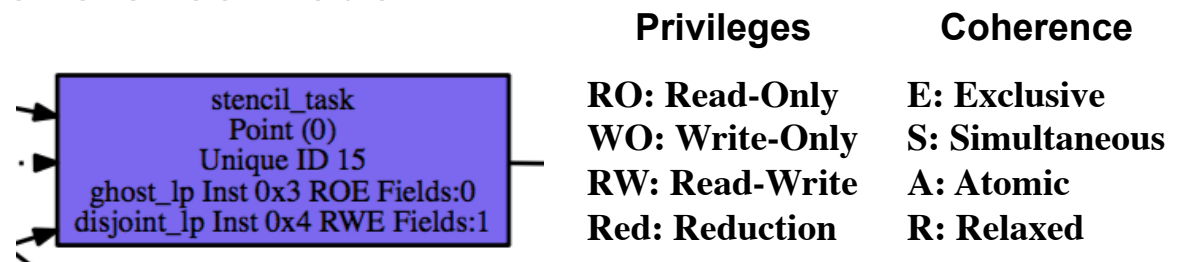 Privileges Coherence
stencil_task
Point (0)
Unique ID 15
ghost_lp Inst 0x3 ROE Fields:0
disjoint_lp Inst 0x4 RWE Fields:1
RO: Read-Only E: Exclusive
WO: Write-Only S: Simultaneous
RW: Read-Write A: Atomic
Red: Reduction R: Relaxed